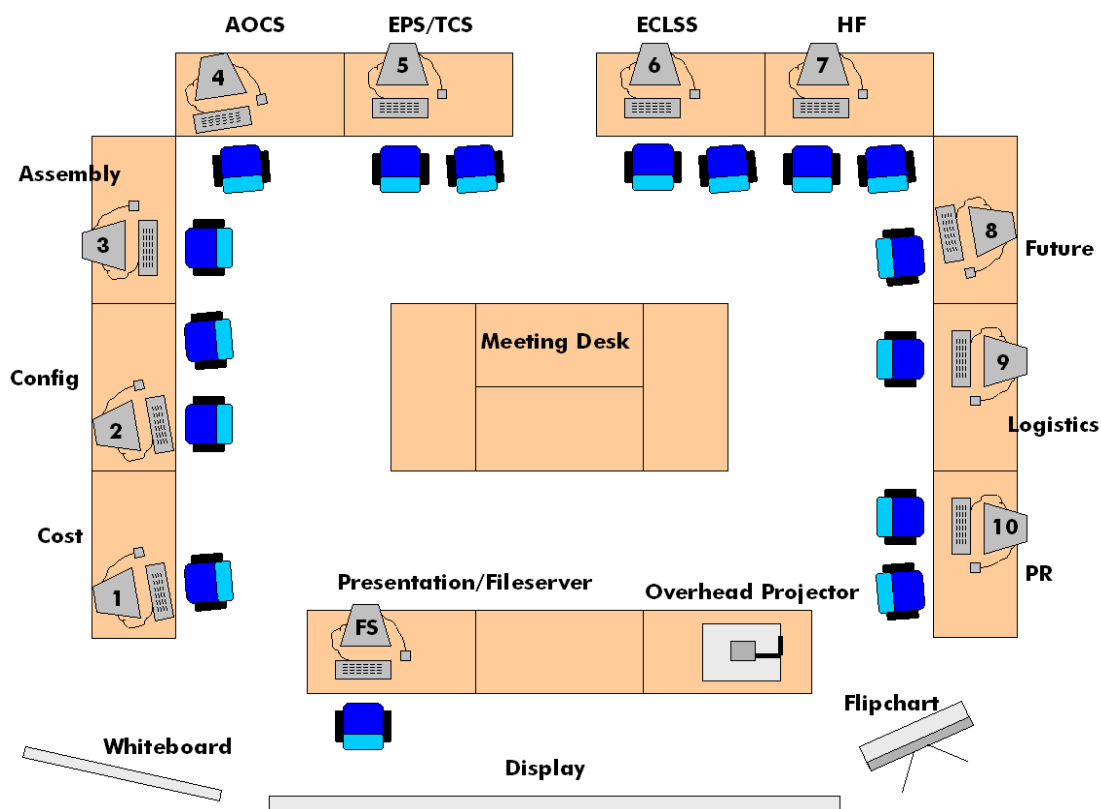 AOCS
EPS/TCS
ECLSS
HF
4
5
6
7
Assembly
3
8
Future
Meeting Desk
Config
9
2
Logistics
Cost
10
1
Presentation/Fileserver
Overhead Projector
PR
FS
Flipchart
Whiteboard
Display